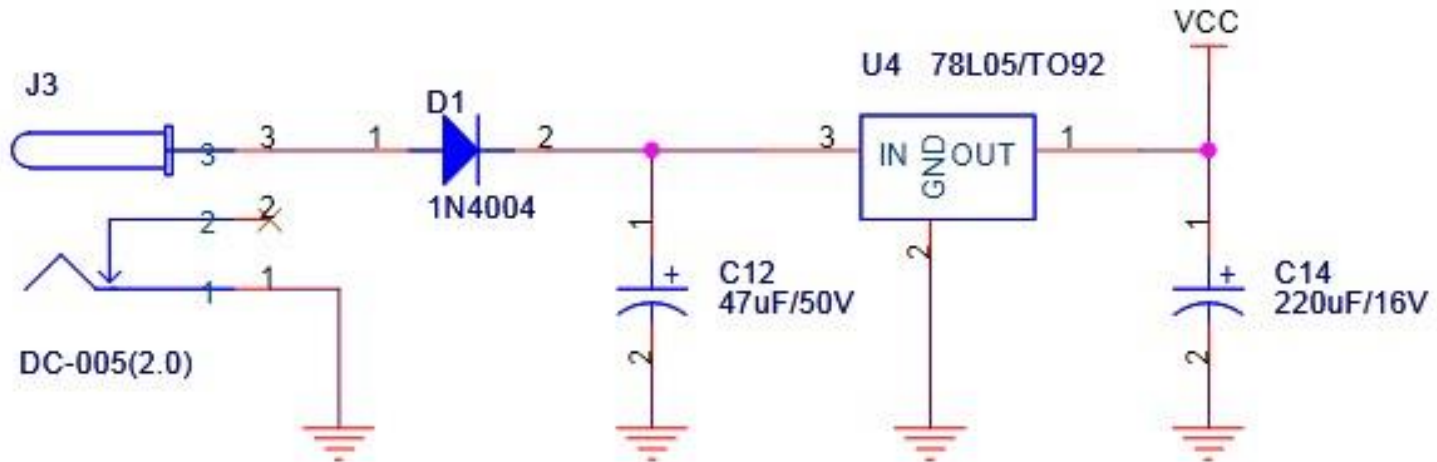 VCC
U4 78L05/TO92
J3
D1
3 3 1 2 3 IN GND OUT 1
1N4004
2 2
1 1
1
2
1
C12
47uF/50V
C14
220uF/16V
DC-005(2.0)
2
2